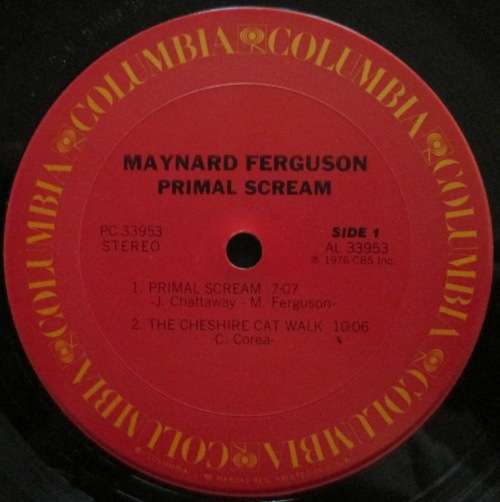 COLUMBIA COLUMBIA COLUMBIA COLUMBIA COLUMBIA COLUMBIA
MAYNARD FERGUSON
PRIMAL SCREAM
PC 33953
STEREO
SIDE 1
AL 33953
℗ 1976 CBS Inc.
1. PRIMAL SCREAM 7:07
-J. Chattaway - M. Ferguson-
2. THE CHESHIRE CAT WALK 10:06
C. Corea-